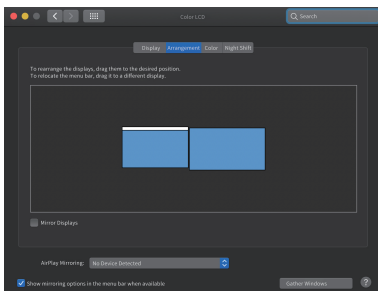 Color LCD
Search
Display Arrangement Color Night Shift
To rearrange the displays, drag them to the desired position.
To relocate the menu bar, drag it to a different display.
Mirror Displays
AirPlay Mirroring: No Device Detected
Show mirroring options in the menu bar when available
Gather Windows ?